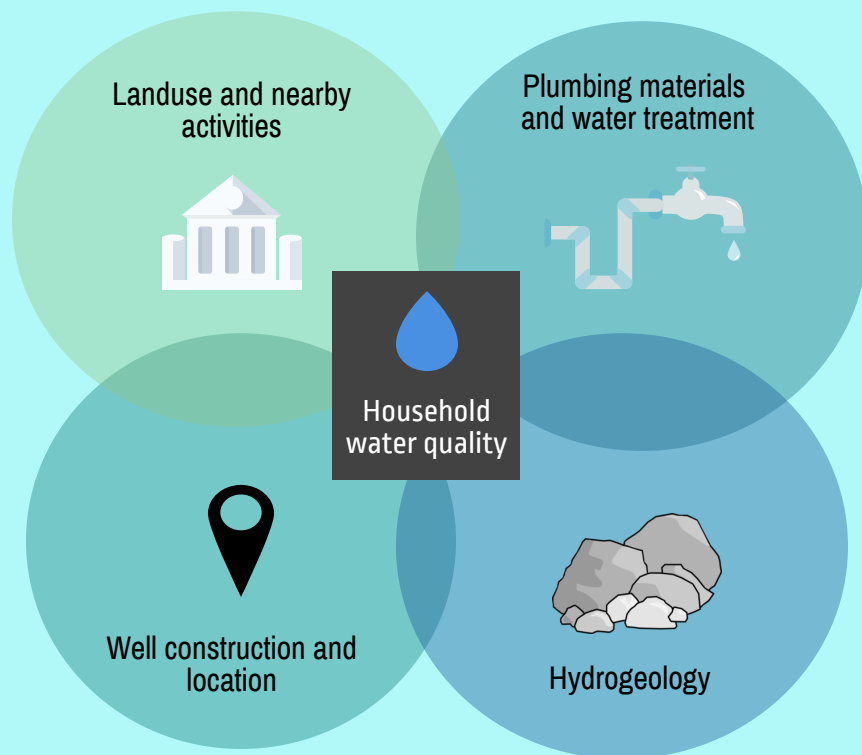 Landuse and nearby
activities
Plumbing materials
and water treatment
Household
water quality
Well construction and
location
Hydrogeology